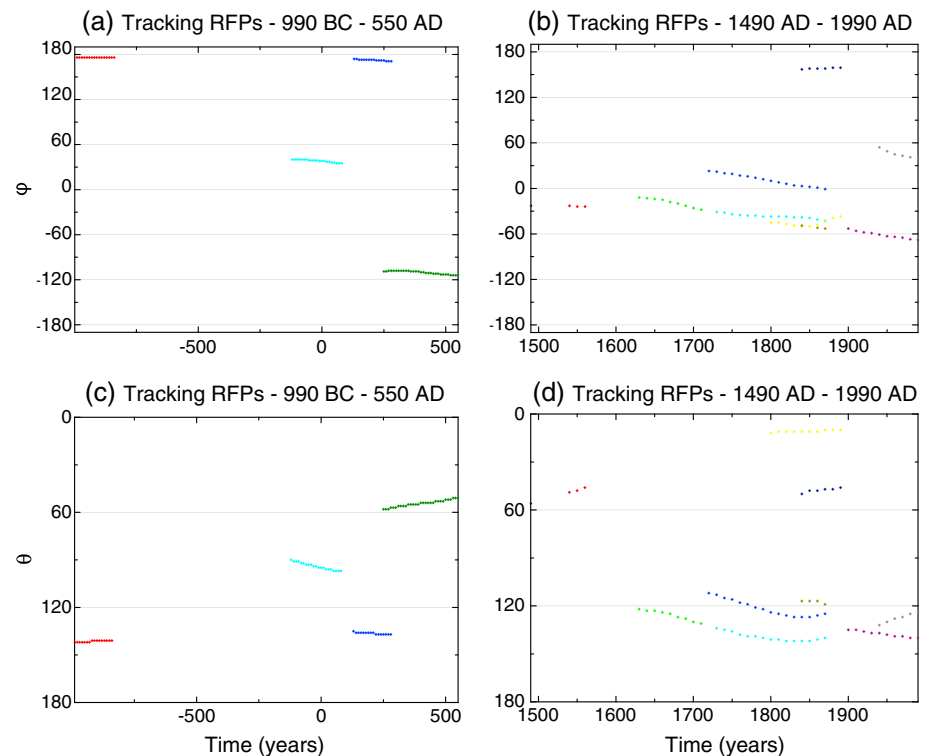 (a) Tracking RFPs - 990 BC - 550 AD
180
120
60
0
-60
-120
-180
φ
-500 0 500
(b) Tracking RFPs - 1490 AD - 1990 AD
180
120
60
0
-60
-120
-180
1500 1600 1700 1800 1900
(c) Tracking RFPs - 990 BC - 550 AD
0
60
120
180
θ
-500 0 500
Time (years)
(d) Tracking RFPs - 1490 AD - 1990 AD
0
60
120
180
1500 1600 1700 1800 1900
Time (years)